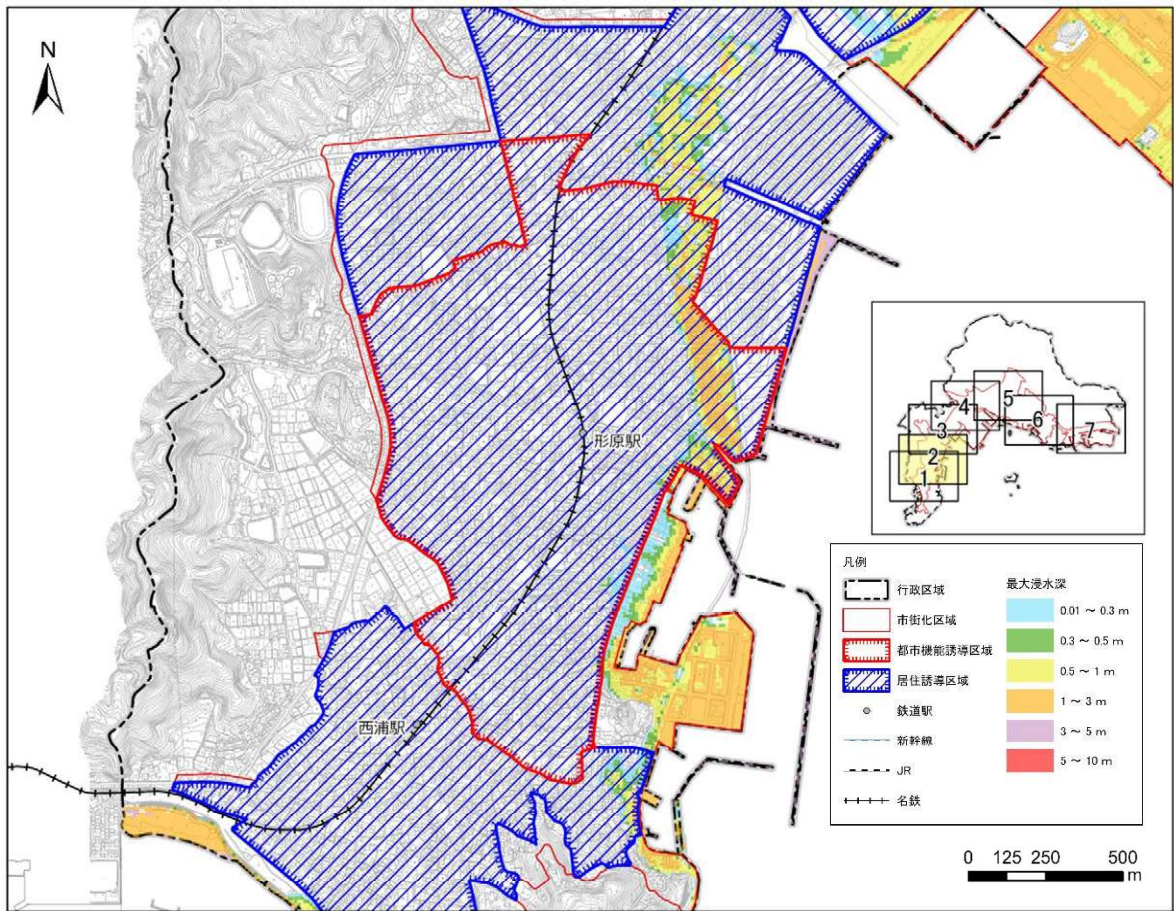 N
形原駅
西浦駅
5
4
6
3
7
2
1
凡例
行政区域
市街化区域
都市機能誘導区域
居住誘導区域
鉄道駅
新幹線
JR
名鉄
最大浸水深
0.01 ～ 0.3 m
0.3 ～ 0.5 m
0.5 ～ 1 m
1 ～ 3 m
3 ～ 5 m
5 ～ 10 m
0 125 250 500
m